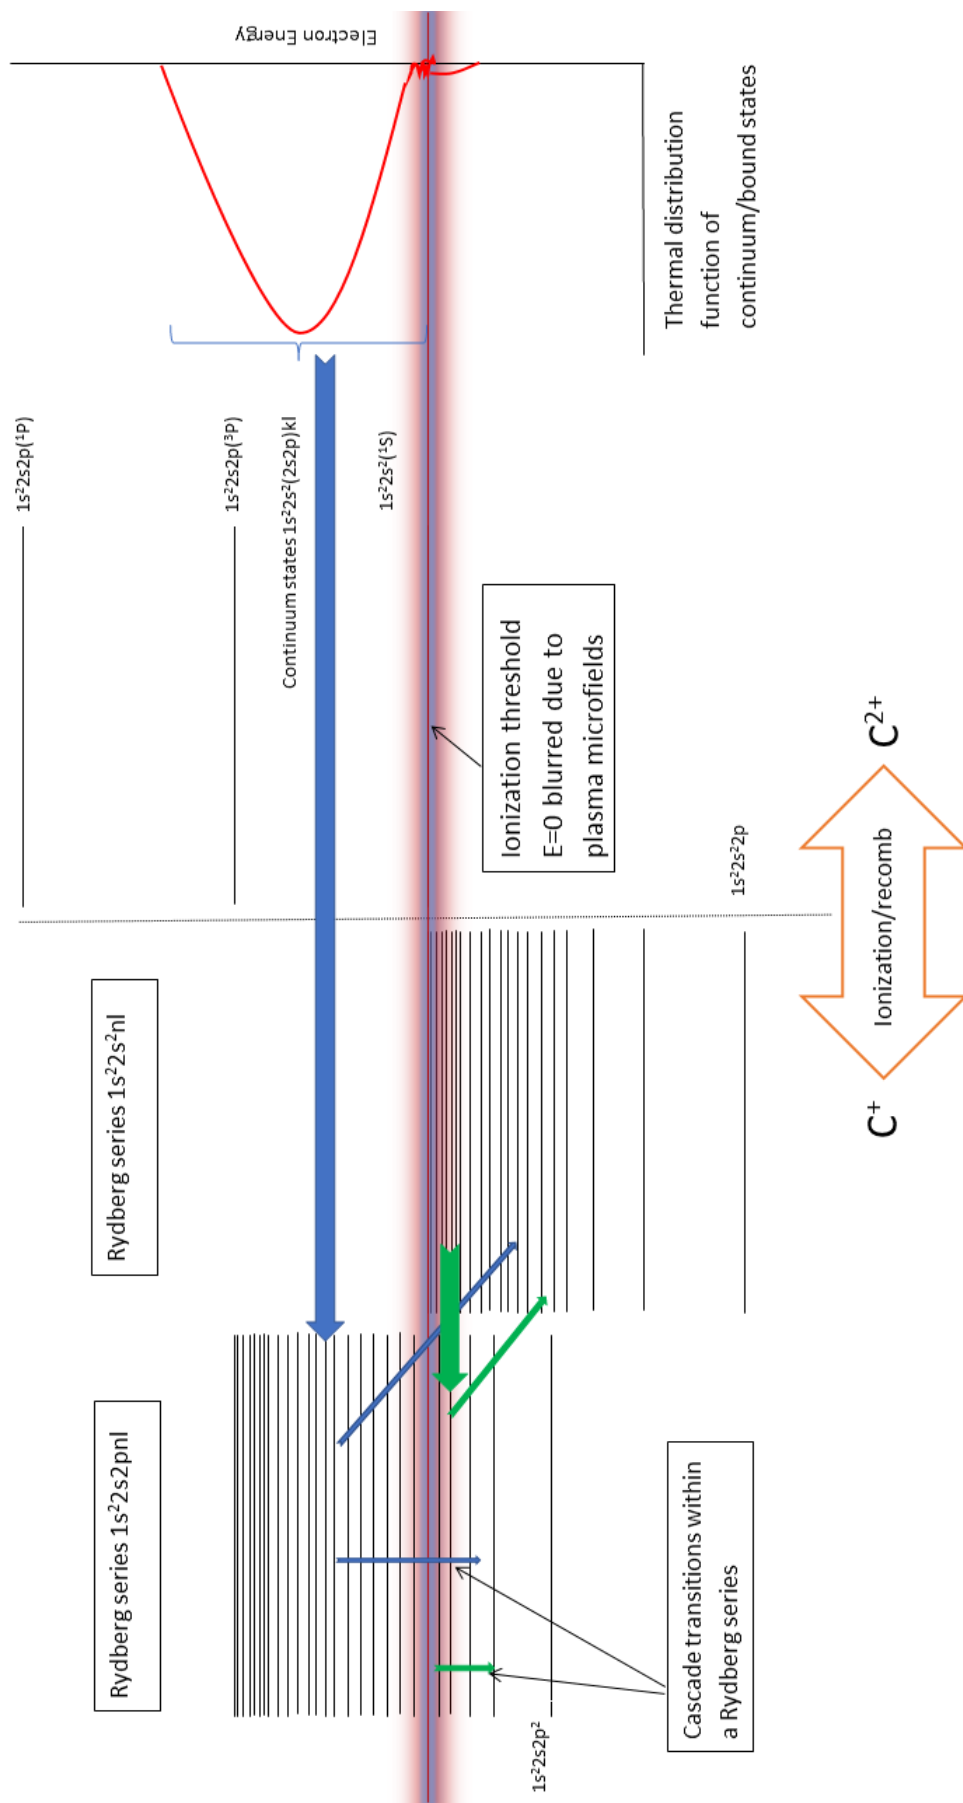 Rydberg series 1s²2s2pnl
Rydberg series 1s²2s²nl
1s²2s2p(¹P)
1s²2s2p(³P)
Continuum states 1s²2s²(2s2p)kl
1s²2s²(¹S)
Electron Energy
Ionization threshold
E=0 blurred due to
plasma microfields
Thermal distribution
function of
continuum/bound states
1s²2s2p²
Cascade transitions within
a Rydberg series
1s²2s²2p
C⁺
Ionization/recomb
C²⁺